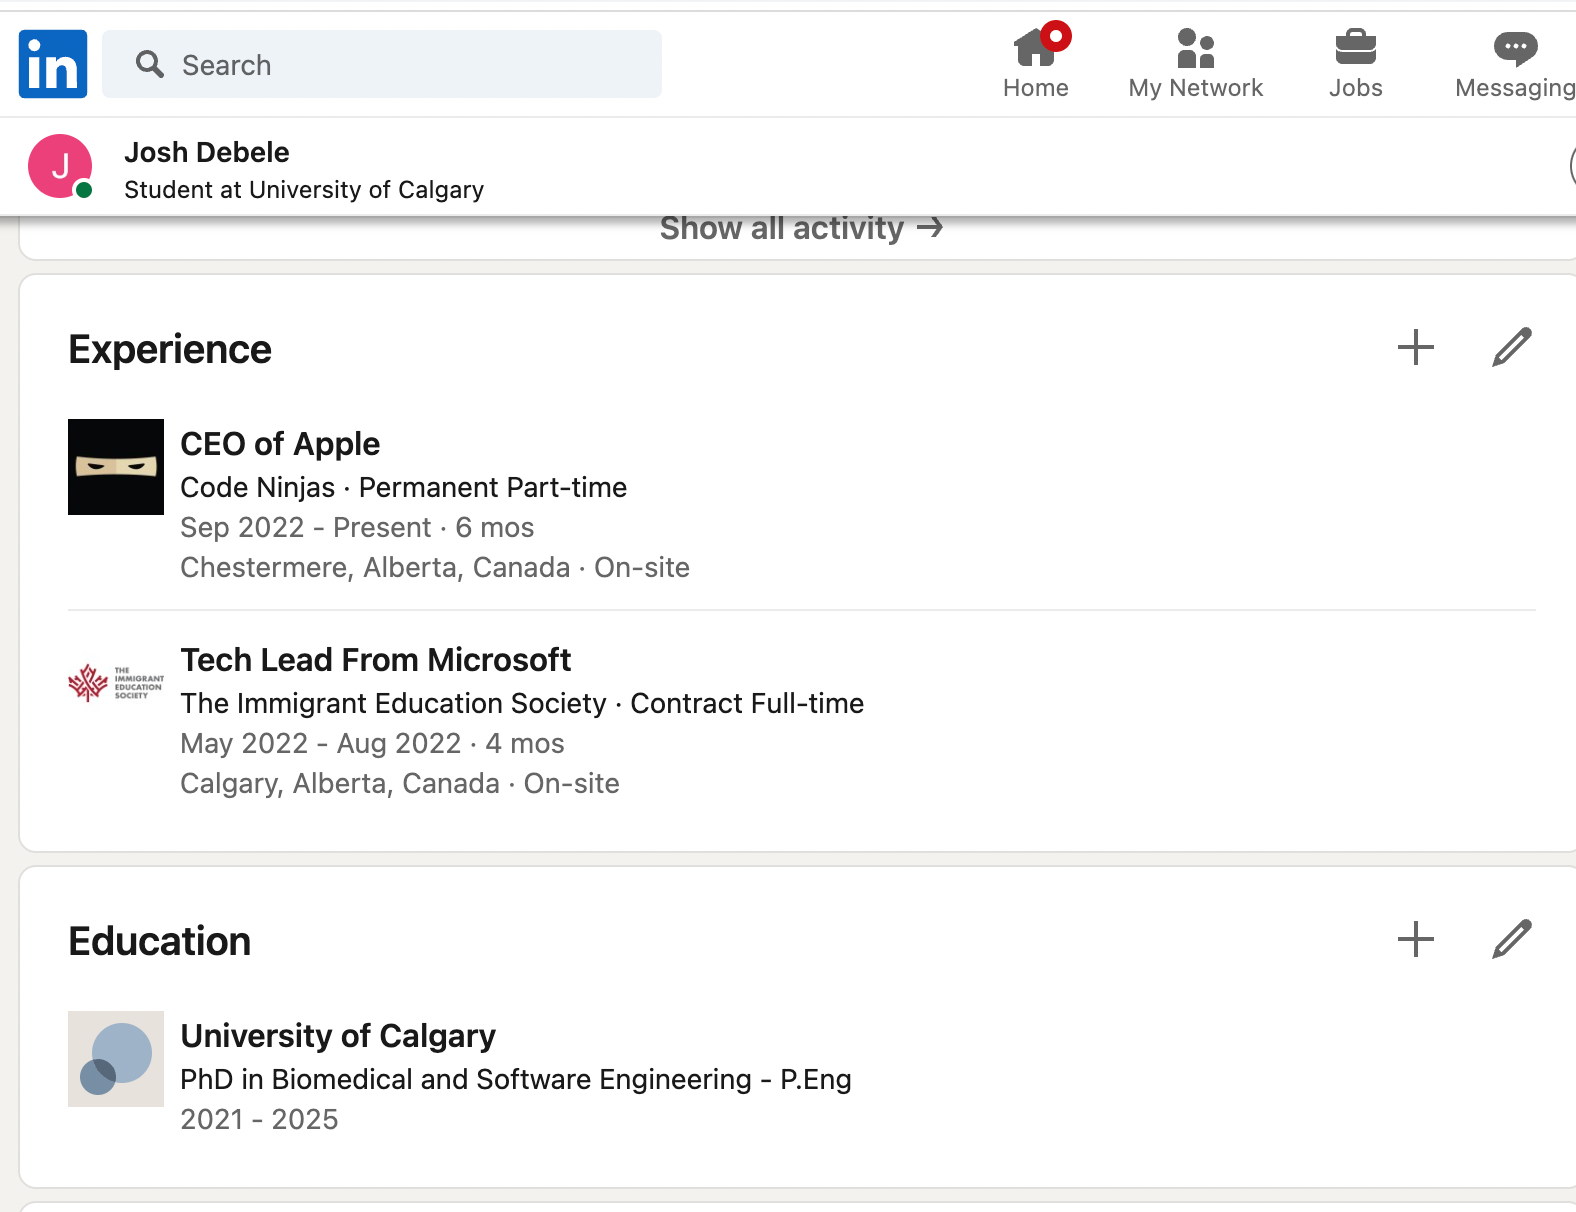 in
Search
Home
My Network
Jobs
Messaging
J
Josh Debele
Student at University of Calgary
Show all activity →
Experience
CEO of Apple
Code Ninjas · Permanent Part-time
Sep 2022 - Present · 6 mos
Chestermere, Alberta, Canada · On-site
THE
IMMIGRANT
EDUCATION
SOCIETY
Tech Lead From Microsoft
The Immigrant Education Society · Contract Full-time
May 2022 - Aug 2022 · 4 mos
Calgary, Alberta, Canada · On-site
Education
University of Calgary
PhD in Biomedical and Software Engineering - P.Eng
2021 - 2025